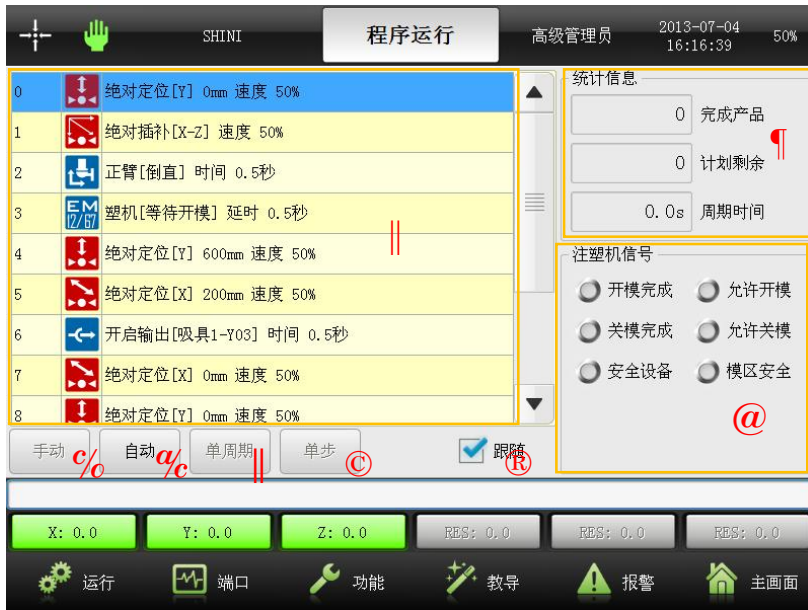 SHINI 程序运行 高级管理员 2013-07-04 16:16:39 50%
0 绝对定位[Y] 0mm 速度 50%
1 绝对插补[X-Z] 速度 50%
2 正臂[倒直] 时间 0.5秒
3 EM 12/67 塑机[等待开模] 延时 0.5秒
4 绝对定位[Y] 600mm 速度 50%
5 绝对定位[X] 200mm 速度 50%
6 开启输出[吸具1-Y03] 时间 0.5秒
7 绝对定位[X] 0mm 速度 50%
8 绝对定位[Y] 0mm 速度 50%
‖
统计信息
0 完成产品
0 计划剩余
0.0s 周期时间
¶
注塑机信号
开模完成 允许开模
关模完成 允许关模
安全设备 模区安全
@
手动 ℅ 自动 ℀ 单周期 ‖ 单步 © 跟随 ®
X: 0.0 Y: 0.0 Z: 0.0 RES: 0.0 RES: 0.0 RES: 0.0
运行 端口 功能 教导 报警 主画面